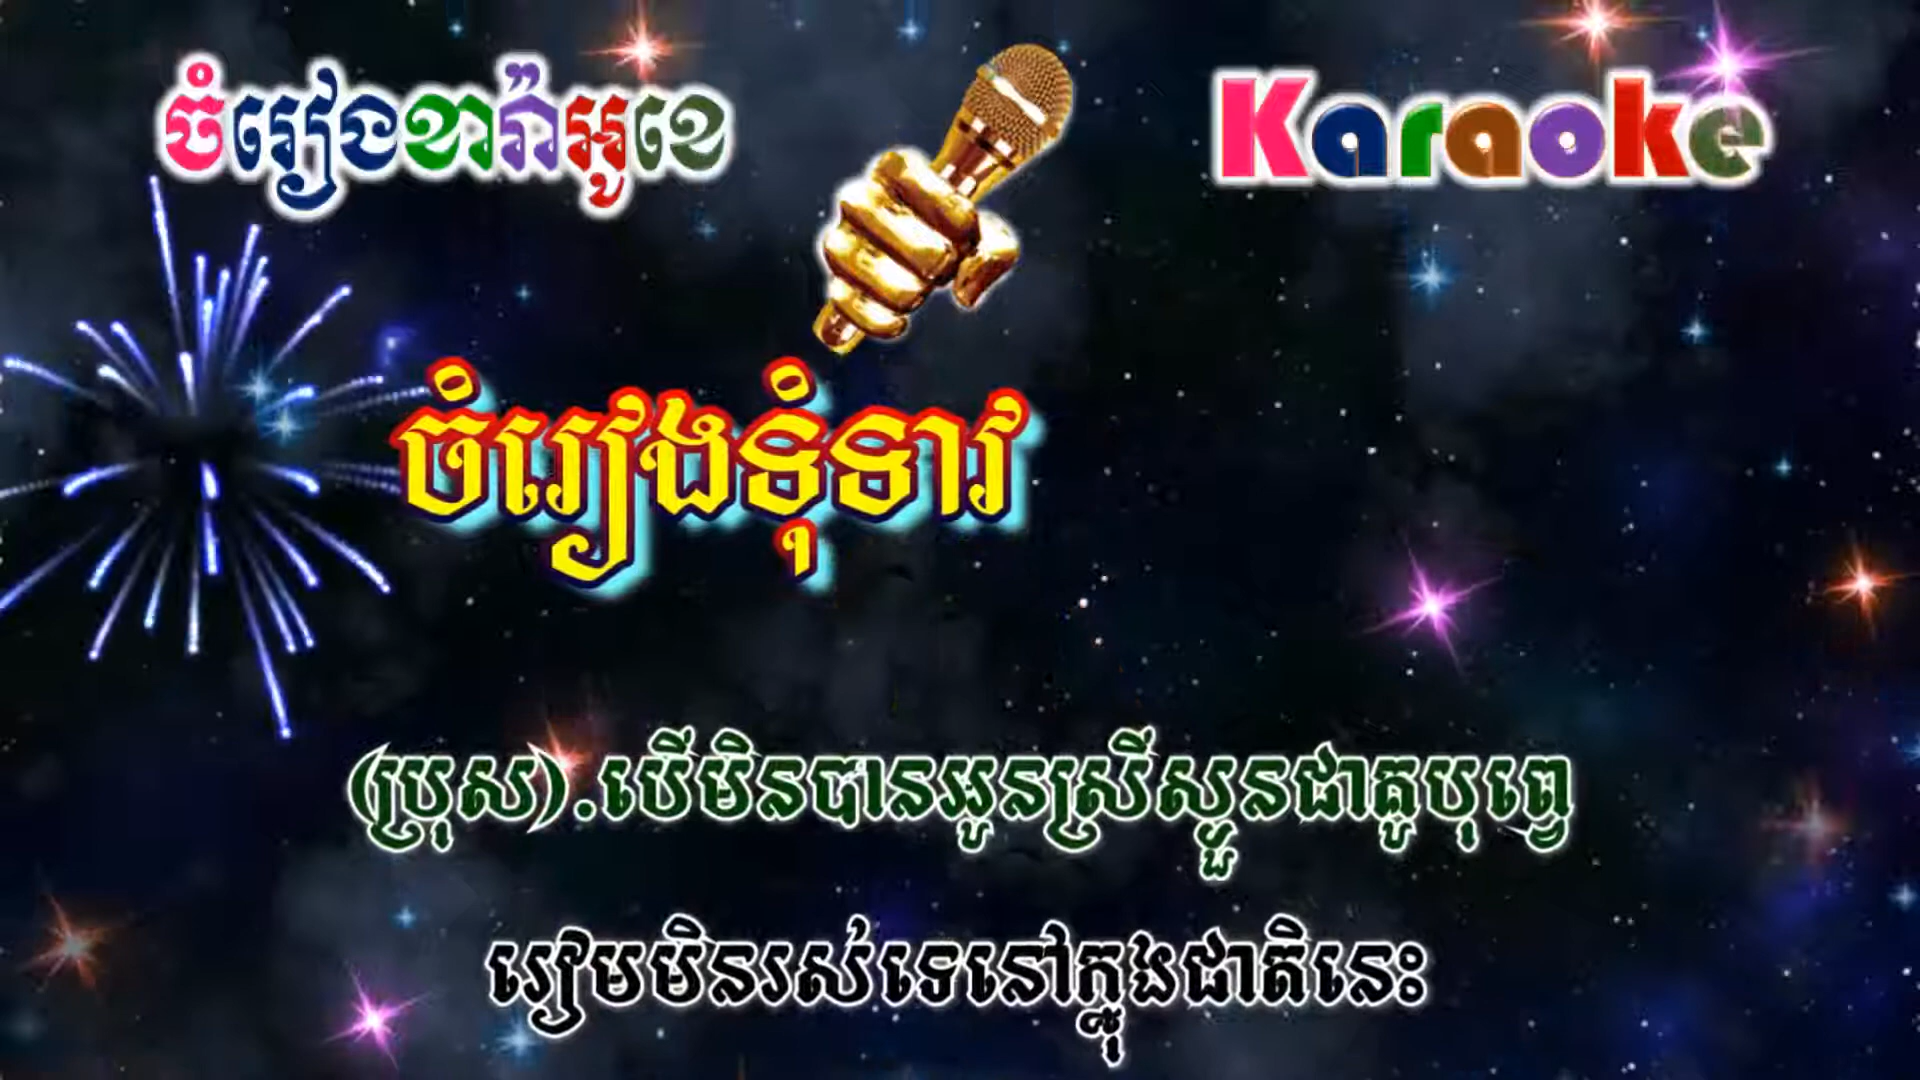 ចំរៀងខារ៉ាអូខេ
Karaoke
ចំរៀងទុំទាវ
(ប្រុស).បើមិនបានអូនស្រីស្ងួនជាគូបុព្វេ
រៀមមិនរស់ទេនៅក្នុងជាតិនេះ